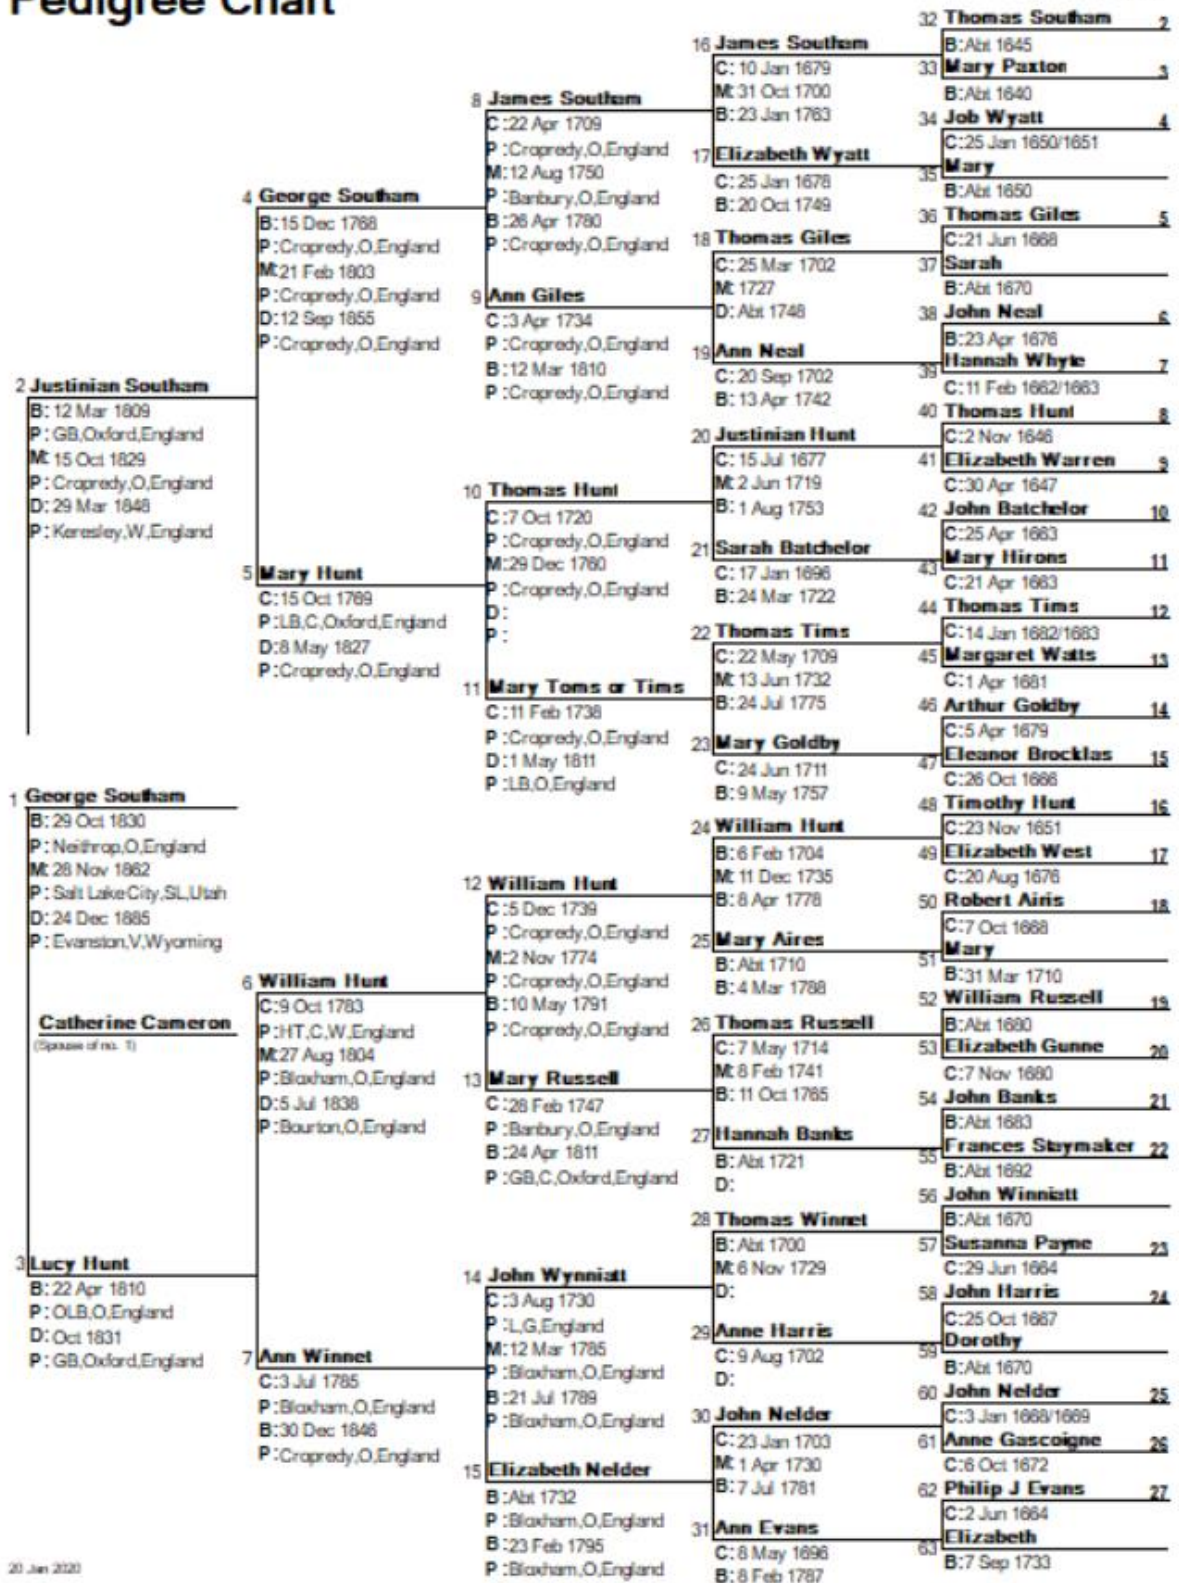 Pedigree Chart
2 Justinian Southam
B: 12 Mar 1809
P: GB,Oxford,England
M: 15 Oct 1829
P: Cropredy,O,England
D: 29 Mar 1848
P: Keresley,W,England
1 George Southam
B: 29 Oct 1830
P: Neithrop,O,England
M: 28 Nov 1862
P: Salt Lake City,SL,Utah
D: 24 Dec 1885
P: Evanston,V,Wyoming
Catherine Cameron
(Spouse of no. 1)
3 Lucy Hunt
B: 22 Apr 1810
P: OLB,O,England
D: Oct 1831
P: GB,Oxford,England
20 Jan 2020
4 George Southam
B:15 Dec 1768
P:Cropredy,O,England
M:21 Feb 1803
P:Cropredy,O,England
D:12 Sep 1855
P:Cropredy,O,England
5 Mary Hunt
C:15 Oct 1769
P:LB,C,Oxford,England
D:8 May 1827
P:Cropredy,O,England
6 William Hunt
C:9 Oct 1783
P:HT,C,W,England
M:27 Aug 1804
P:Bloxham,O,England
D:5 Jul 1838
P:Bourton,O,England
7 Ann Winnet
C:3 Jul 1785
P:Bloxham,O,England
B:30 Dec 1846
P:Cropredy,O,England
8 James Southam
C:22 Apr 1709
P:Cropredy,O,England
M:12 Aug 1750
P:Banbury,O,England
B:26 Apr 1780
P:Cropredy,O,England
9 Ann Giles
C:3 Apr 1734
P:Cropredy,O,England
B:12 Mar 1810
P:Cropredy,O,England
10 Thomas Hunt
C:7 Oct 1720
P:Cropredy,O,England
M:29 Dec 1760
P:Cropredy,O,England
D:
P:
11 Mary Toms or Tims
C:11 Feb 1738
P:Cropredy,O,England
D:1 May 1811
P:LB,O,England
12 William Hunt
C:5 Dec 1739
P:Cropredy,O,England
M:2 Nov 1774
P:Cropredy,O,England
B:10 May 1791
P:Cropredy,O,England
13 Mary Russell
C:28 Feb 1747
P:Banbury,O,England
B:24 Apr 1811
P:GB,C,Oxford,England
14 John Wynniatt
C:3 Aug 1730
P:L,G,England
M:12 Mar 1785
P:Bloxham,O,England
B:21 Jul 1789
P:Bloxham,O,England
15 Elizabeth Nelder
B:Abt 1732
P:Bloxham,O,England
B:23 Feb 1795
P:Bloxham,O,England
16 James Southam
C: 10 Jan 1679
M: 31 Oct 1700
B: 23 Jan 1763
17 Elizabeth Wyatt
C: 25 Jan 1678
B: 20 Oct 1749
18 Thomas Giles
C: 25 Mar 1702
M: 1727
D: Abt 1748
19 Ann Neal
C: 20 Sep 1702
B: 13 Apr 1742
20 Justinian Hunt
C: 15 Jul 1677
M: 2 Jun 1719
B: 1 Aug 1753
21 Sarah Batchelor
C: 17 Jan 1696
B: 24 Mar 1722
22 Thomas Tims
C: 22 May 1709
M: 13 Jun 1732
B: 24 Jul 1775
23 Mary Goldby
C: 24 Jun 1711
B: 9 May 1757
24 William Hunt
B: 6 Feb 1704
M: 11 Dec 1735
B: 8 Apr 1778
25 Mary Aires
B: Abt 1710
B: 4 Mar 1788
26 Thomas Russell
C: 7 May 1714
M: 8 Feb 1741
B: 11 Oct 1765
27 Hannah Banks
B: Abt 1721
D:
28 Thomas Winnet
B: Abt 1700
M: 6 Nov 1729
D:
29 Anne Harris
C: 9 Aug 1702
D:
30 John Nelder
C: 23 Jan 1703
M: 1 Apr 1730
B: 7 Jul 1781
31 Ann Evans
C: 8 May 1696
B: 8 Feb 1787
32 Thomas Southam 2
B:Abt 1645
33 Mary Paxton 3
B:Abt 1640
34 Job Wyatt 4
C:25 Jan 1650/1651
35 Mary
B:Abt 1650
36 Thomas Giles 5
C:21 Jun 1668
37 Sarah
B:Abt 1670
38 John Neal 6
B:23 Apr 1676
39 Hannah Whyte 7
C:11 Feb 1662/1663
40 Thomas Hunt 8
C:2 Nov 1646
41 Elizabeth Warren 9
C:30 Apr 1647
42 John Batchelor 10
C:25 Apr 1663
43 Mary Hirons 11
C:21 Apr 1663
44 Thomas Tims 12
C:14 Jan 1682/1683
45 Margaret Watts 13
C:1 Apr 1681
46 Arthur Goldby 14
C:5 Apr 1679
47 Eleanor Brocklas 15
C:26 Oct 1666
48 Timothy Hunt 16
C:23 Nov 1651
49 Elizabeth West 17
C:20 Aug 1676
50 Robert Airis 18
C:7 Oct 1668
51 Mary
B:31 Mar 1710
52 William Russell 19
B:Abt 1680
53 Elizabeth Gunne 20
C:7 Nov 1680
54 John Banks 21
B:Abt 1683
55 Frances Staymaker 22
B:Abt 1692
56 John Winniatt
B:Abt 1670
57 Susanna Payne 23
C:29 Jun 1664
58 John Harris 24
C:25 Oct 1667
59 Dorothy
B:Abt 1670
60 John Nelder 25
C:3 Jan 1668/1669
61 Anne Gascoigne 26
C:6 Oct 1672
62 Philip J Evans 27
C:2 Jun 1664
63 Elizabeth
B:7 Sep 1733